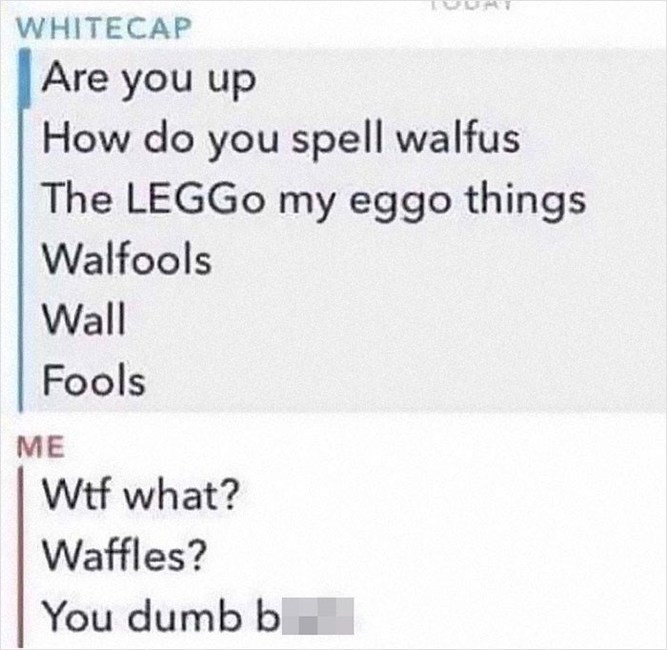 TODAY
WHITECAP
Are you up
How do you spell walfus
The LEGGo my eggo things
Walfools
Wall
Fools
ME
Wtf what?
Waffles?
You dumb b